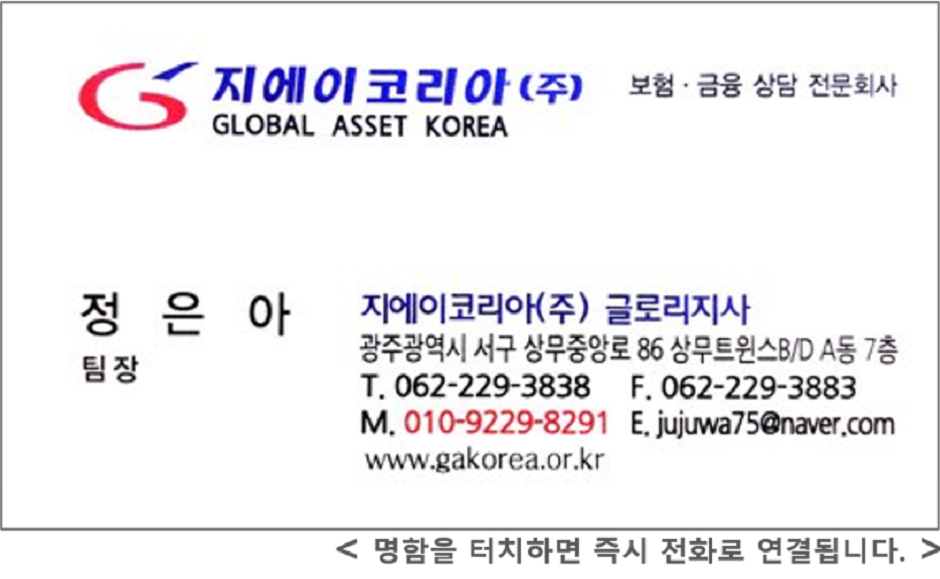 지에이코리아(주) 보험 · 금융 상담 전문회사
GLOBAL ASSET KOREA
정 은 아
팀장
지에이코리아(주) 글로리지사
광주광역시 서구 상무중앙로 86 상무트윈스B/D A동 7층
T. 062-229-3838 F. 062-229-3883
M. 010-9229-8291 E. jujuwa75@naver.com
www.gakorea.or.kr
< 명함을 터치하면 즉시 전화로 연결됩니다. >